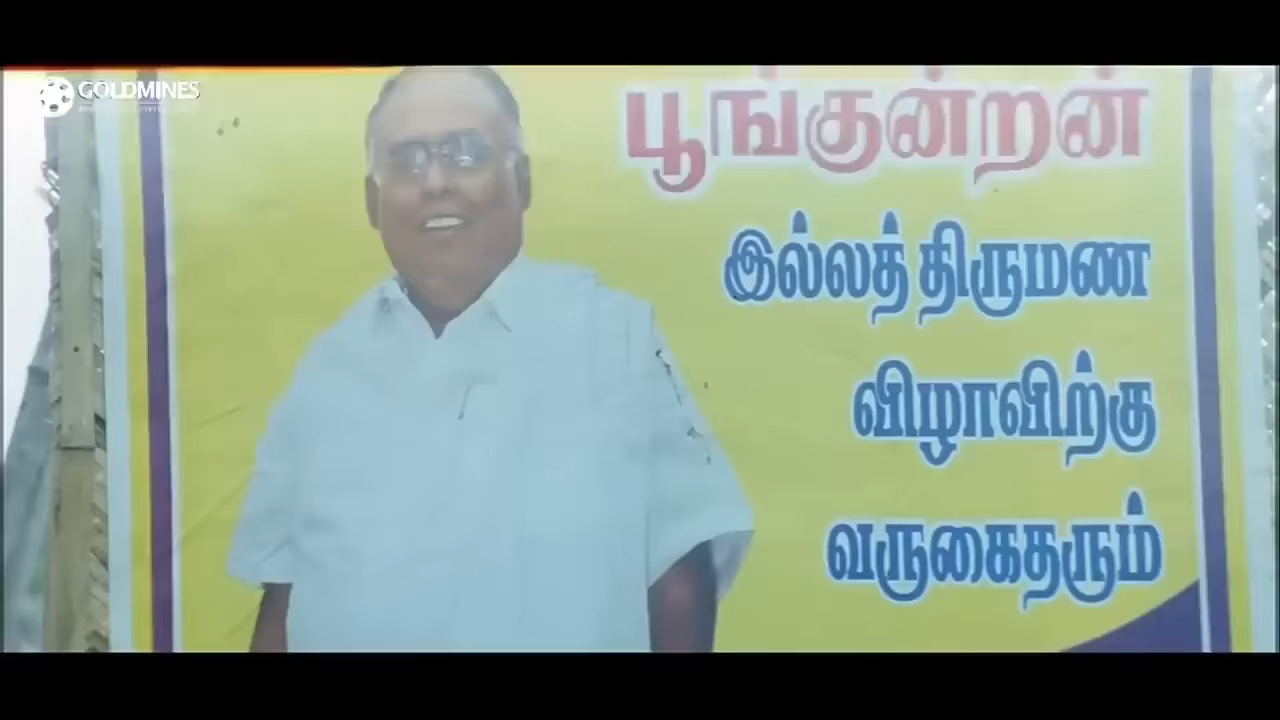 GOLDMINES
பூங்குன்றன்
இல்லத் திருமண
விழாவிற்கு
வருகைதரும்